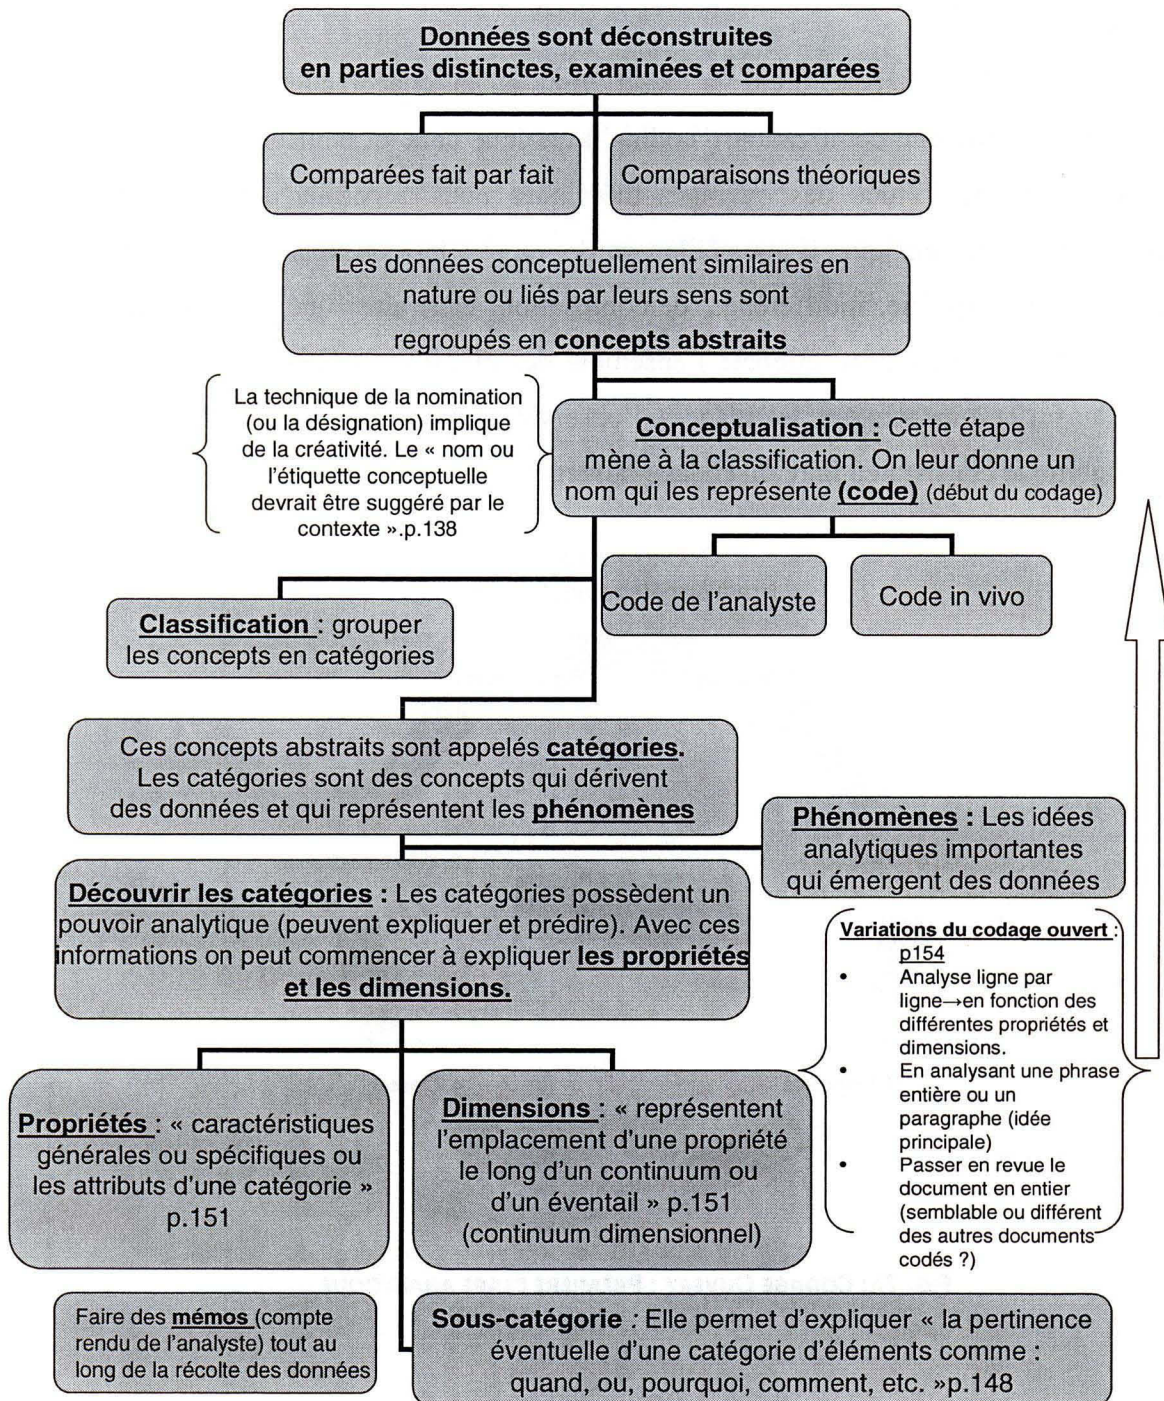 Données sont déconstruites
en parties distinctes, examinées et comparées
Comparées fait par fait
Comparaisons théoriques
Les données conceptuellement similaires en
nature ou liés par leurs sens sont
regroupés en concepts abstraits
La technique de la nomination
(ou la désignation) implique
de la créativité. Le « nom ou
l'étiquette conceptuelle
devrait être suggéré par le
contexte ».p.138
Conceptualisation : Cette étape
mène à la classification. On leur donne un
nom qui les représente (code) (début du codage)
Code de l'analyste
Code in vivo
Classification : grouper
les concepts en catégories
Ces concepts abstraits sont appelés catégories.
Les catégories sont des concepts qui dérivent
des données et qui représentent les phénomènes
Phénomènes : Les idées
analytiques importantes
qui émergent des données
Découvrir les catégories : Les catégories possèdent un
pouvoir analytique (peuvent expliquer et prédire). Avec ces
informations on peut commencer à expliquer les propriétés
et les dimensions.
Variations du codage ouvert :
p154
• Analyse ligne par
ligne→en fonction des
différentes propriétés et
dimensions.
• En analysant une phrase
entière ou un
paragraphe (idée
principale)
• Passer en revue le
document en entier
(semblable ou différent
des autres documents
codés ?)
Propriétés : « caractéristiques
générales ou spécifiques ou
les attributs d'une catégorie »
p.151
Dimensions : « représentent
l'emplacement d'une propriété
le long d'un continuum ou
d'un éventail » p.151
(continuum dimensionnel)
Faire des mémos (compte
rendu de l'analyste) tout au
long de la récolte des données
Sous-catégorie : Elle permet d'expliquer « la pertinence
éventuelle d'une catégorie d'éléments comme :
quand, ou, pourquoi, comment, etc. »p.148